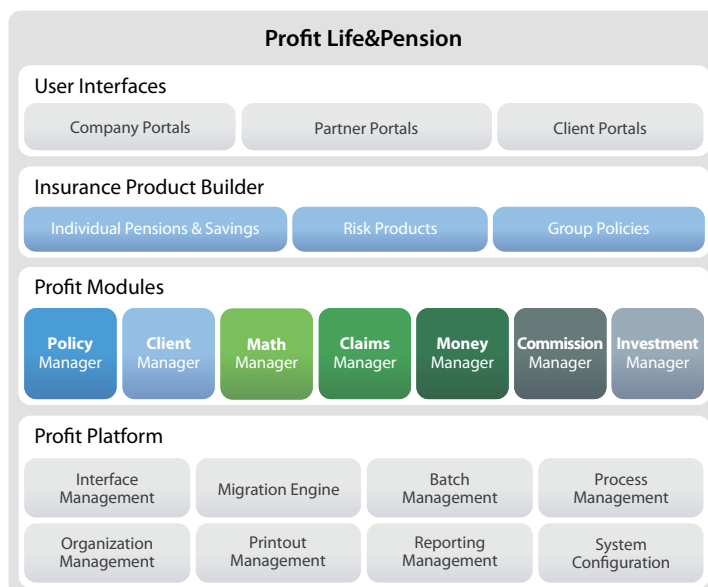 Profit Life&Pension
User Interfaces
Company Portals
Partner Portals
Client Portals
Insurance Product Builder
Individual Pensions & Savings
Risk Products
Group Policies
Profit Modules
Policy
Manager
Client
Manager
Math
Manager
Claims
Manager
Money
Manager
Commission
Manager
Investment
Manager
Profit Platform
Interface
Management
Migration Engine
Batch
Management
Process
Management
Organization
Management
Printout
Management
Reporting
Management
System
Configuration